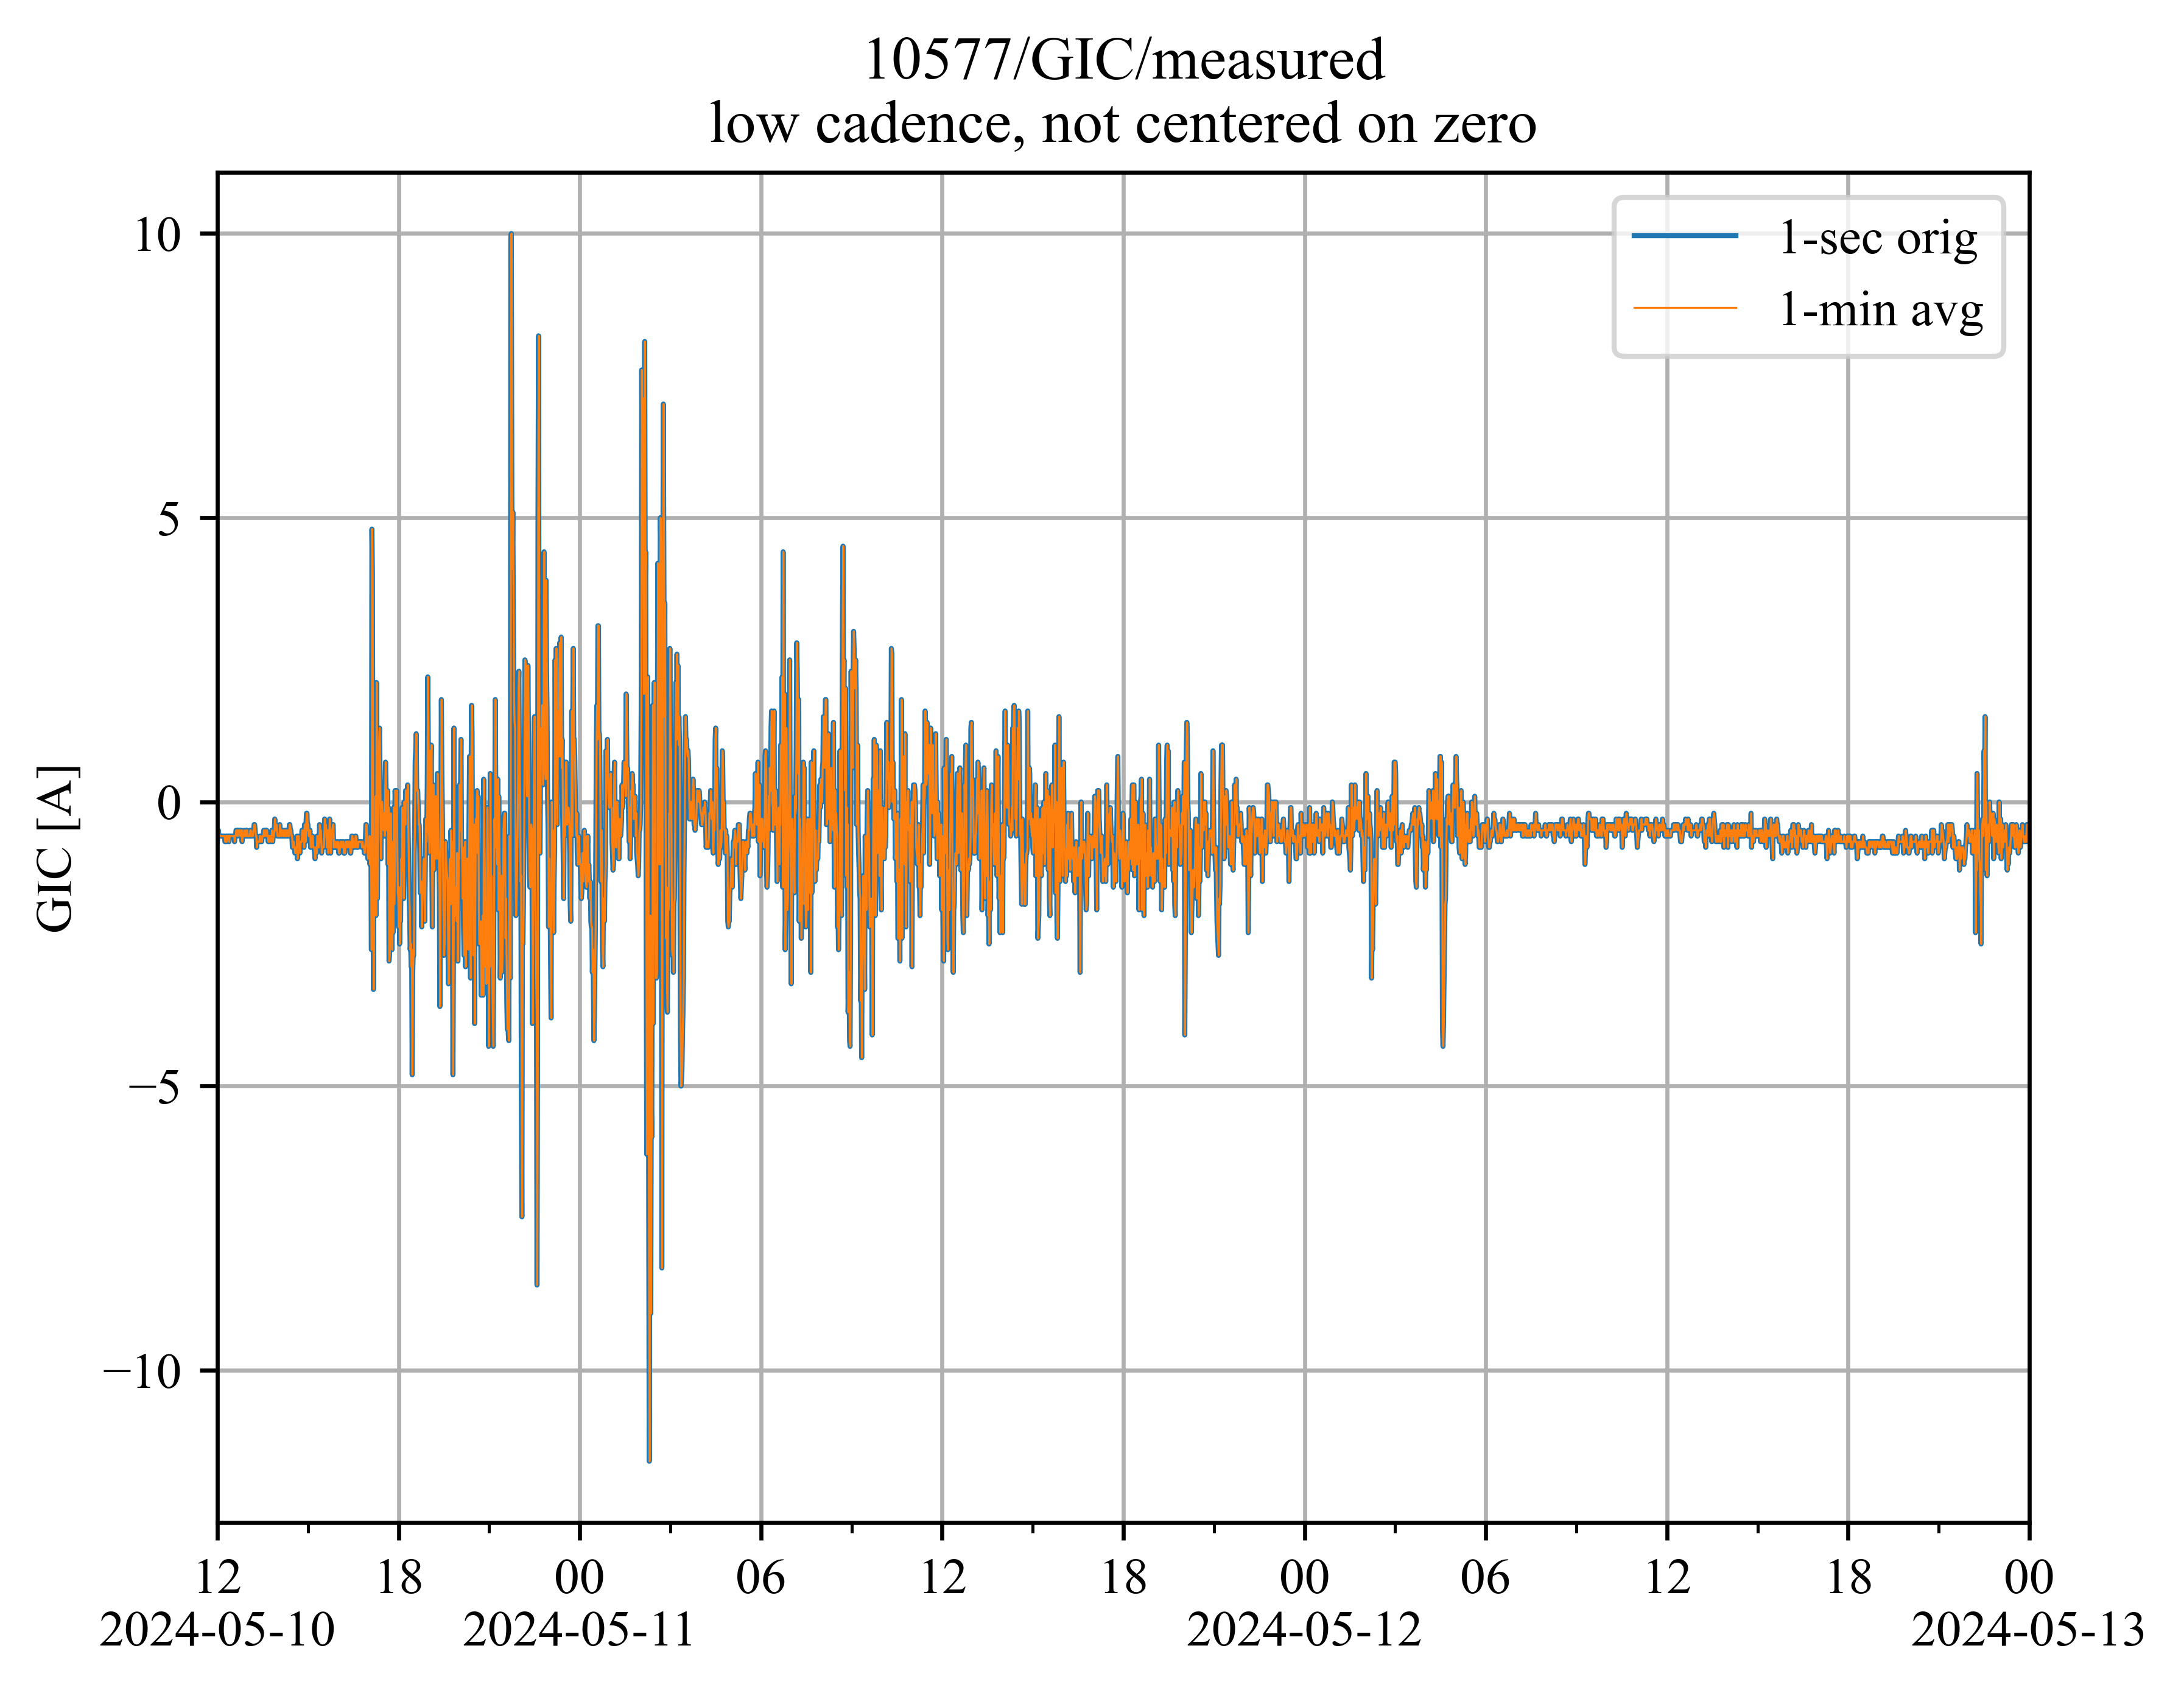 10577/GIC/measured
low cadence, not centered on zero
1-sec orig
1-min avg
GIC [A]
10
5
0
−5
−10
12 18 00 06 12 18 00 06 12 18 00
2024-05-10 2024-05-11 2024-05-12 2024-05-13